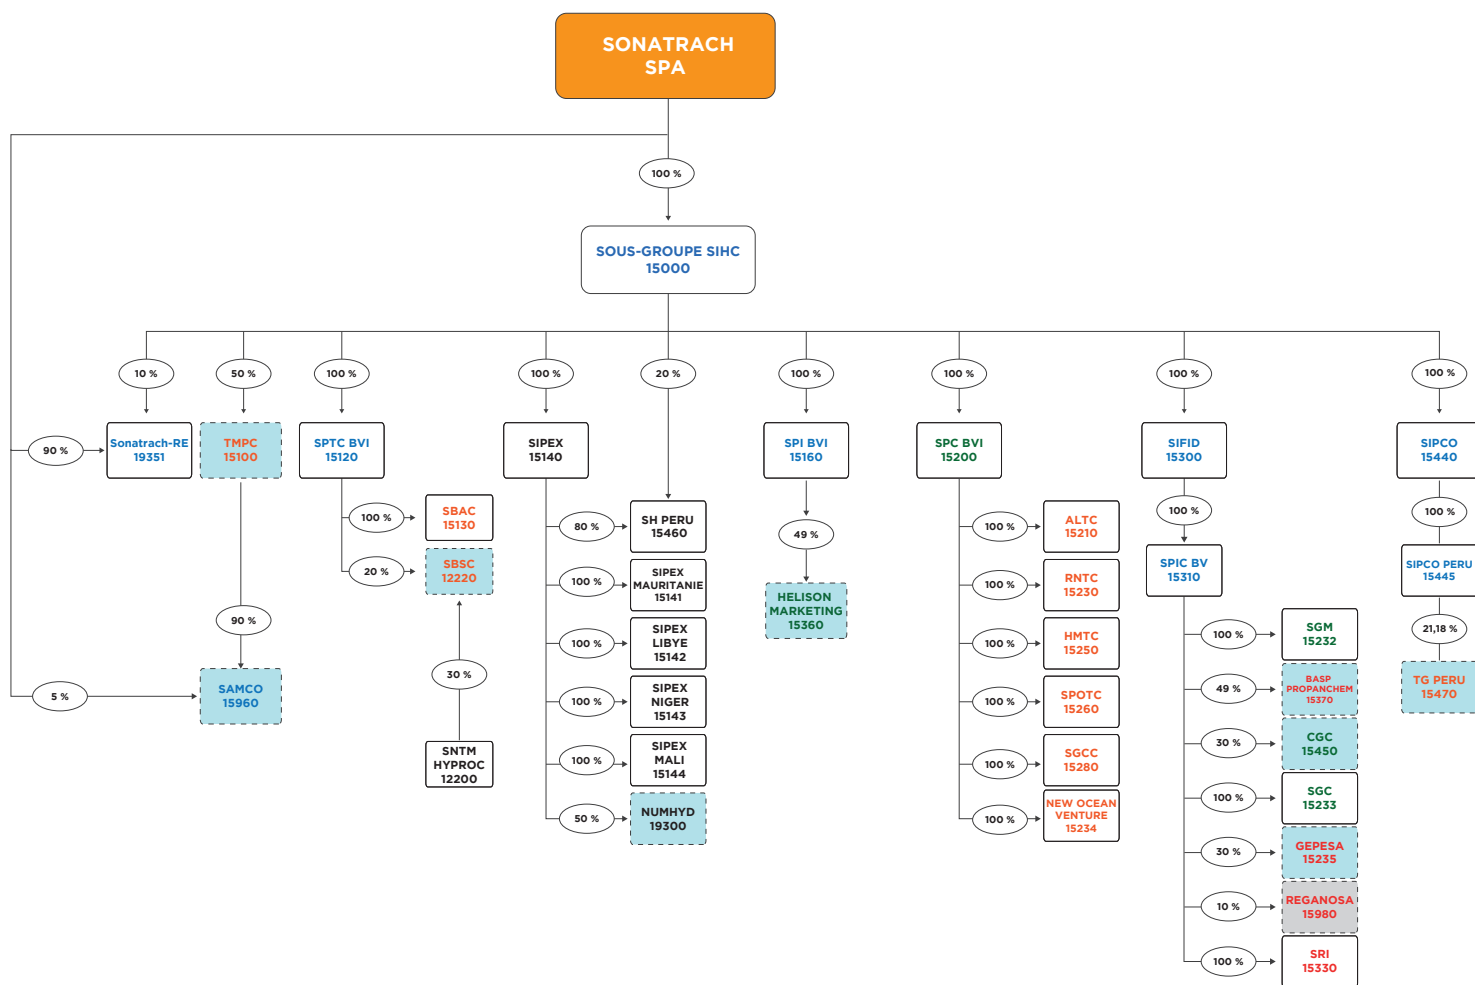 SONATRACH
SPA
100 %
SOUS-GROUPE SIHC
15000
10 %
50 %
100 %
100 %
20 %
100 %
100 %
100 %
100 %
90 %
Sonatrach-RE
19351
TMPC
15100
SPTC BVI
15120
SIPEX
15140
SPI BVI
15160
SPC BVI
15200
SIFID
15300
SIPCO
15440
100 %
SBAC
15130
20 %
SBSC
12220
30 %
SNTM
HYPROC
12200
90 %
5 %
SAMCO
15960
80 %
SH PERU
15460
100 %
SIPEX
MAURITANIE
15141
100 %
SIPEX
LIBYE
15142
100 %
SIPEX
NIGER
15143
100 %
SIPEX
MALI
15144
50 %
NUMHYD
19300
49 %
HELISON
MARKETING
15360
100 %
ALTC
15210
100 %
RNTC
15230
100 %
HMTC
15250
100 %
SPOTC
15260
100 %
SGCC
15280
100 %
NEW OCEAN
VENTURE
15234
100 %
SPIC BV
15310
100 %
SGM
15232
49 %
BASP
PROPANCHEM
15370
30 %
CGC
15450
100 %
SGC
15233
30 %
GEPESA
15235
10 %
REGANOSA
15980
100 %
SRI
15330
100 %
SIPCO PERU
15445
21,18 %
TG PERU
15470